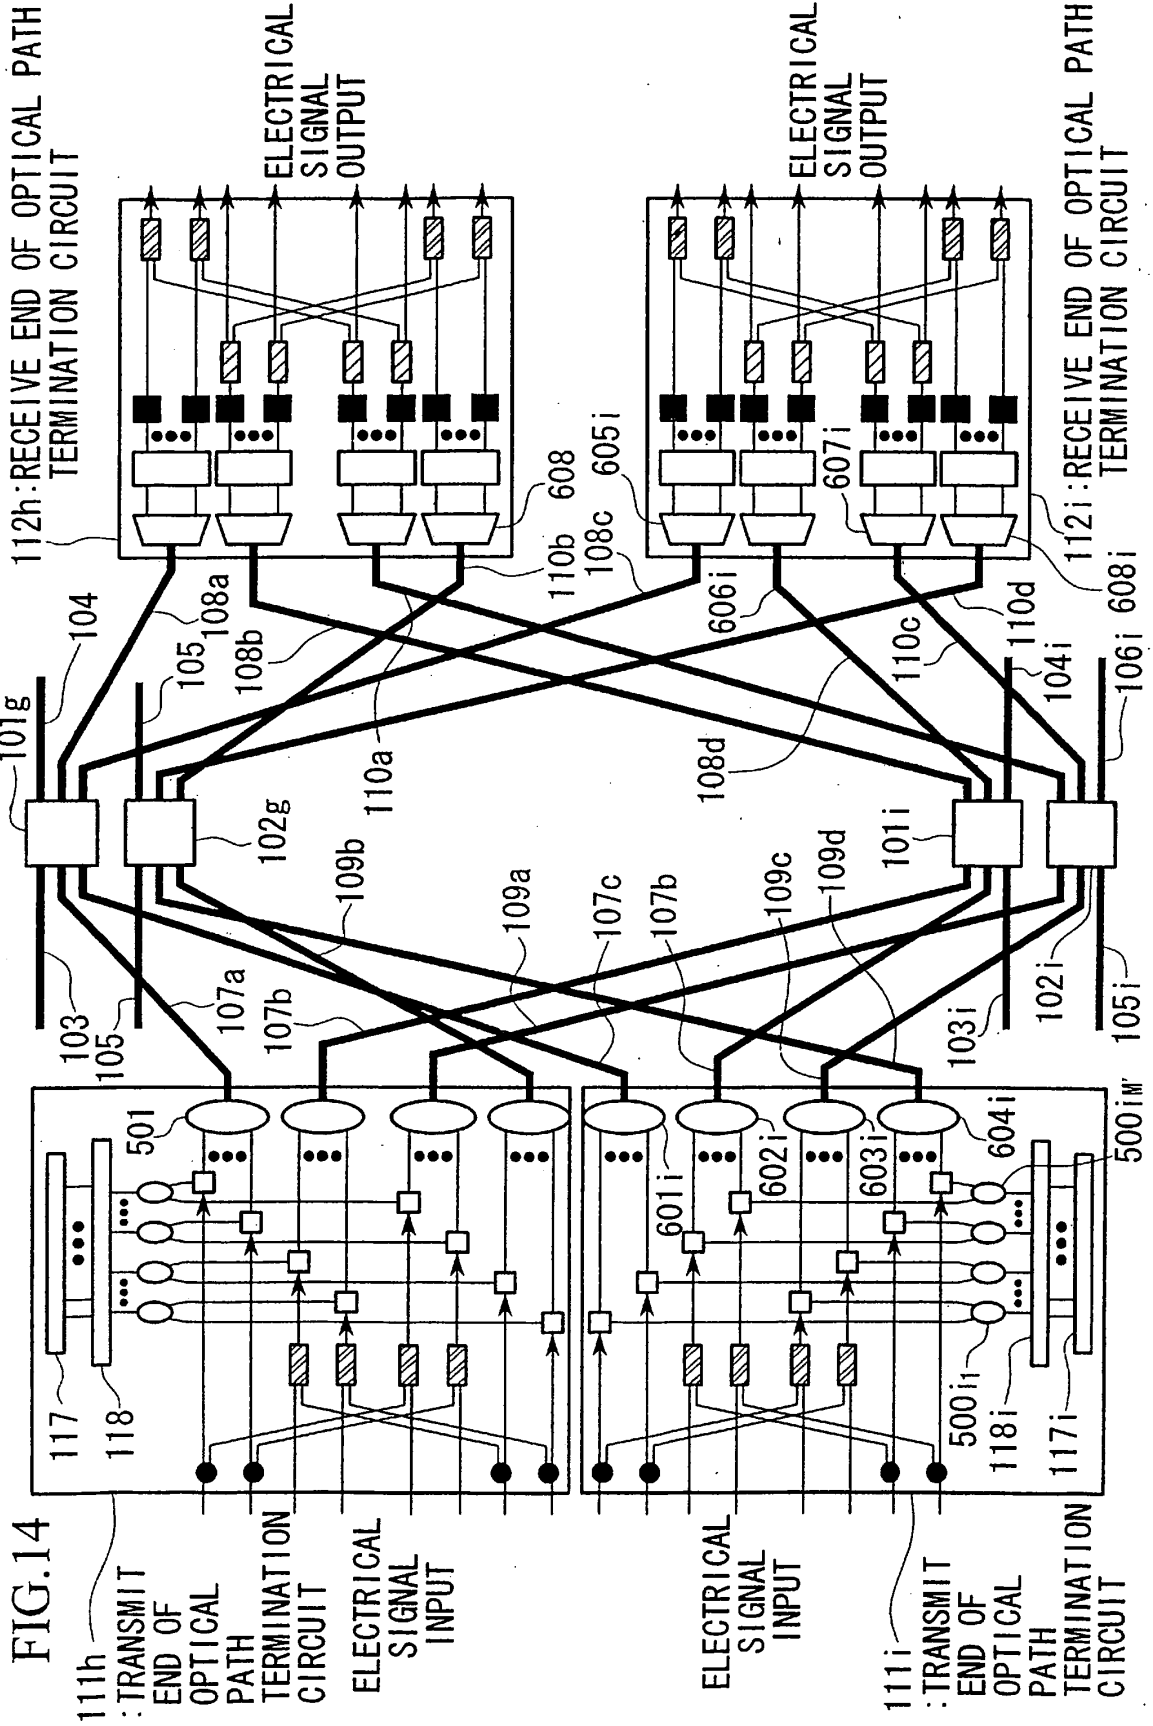 FIG.14
111h
:TRANSMIT
END OF
OPTICAL
PATH
TERMINATION
CIRCUIT
ELECTRICAL
SIGNAL
INPUT
ELECTRICAL
SIGNAL
INPUT
111i
:TRANSMIT
END OF
OPTICAL
PATH
TERMINATION
CIRCUIT
117
118
501
500i1
118i
117i
601i
602i
603i
604i
500iM'
103
105
107a
107b
109b
109a
107c
107b
109c
109d
103i
102i
105i
101g
102g
101i
104
108a
105
108b
110a
108d
606i
110c
110d
104i
106i
110b
108c
608
605i
607i
608i
112h:RECEIVE END OF OPTICAL PATH
TERMINATION CIRCUIT
ELECTRICAL
SIGNAL
OUTPUT
ELECTRICAL
SIGNAL
OUTPUT
112i:RECEIVE END OF OPTICAL PATH
TERMINATION CIRCUIT